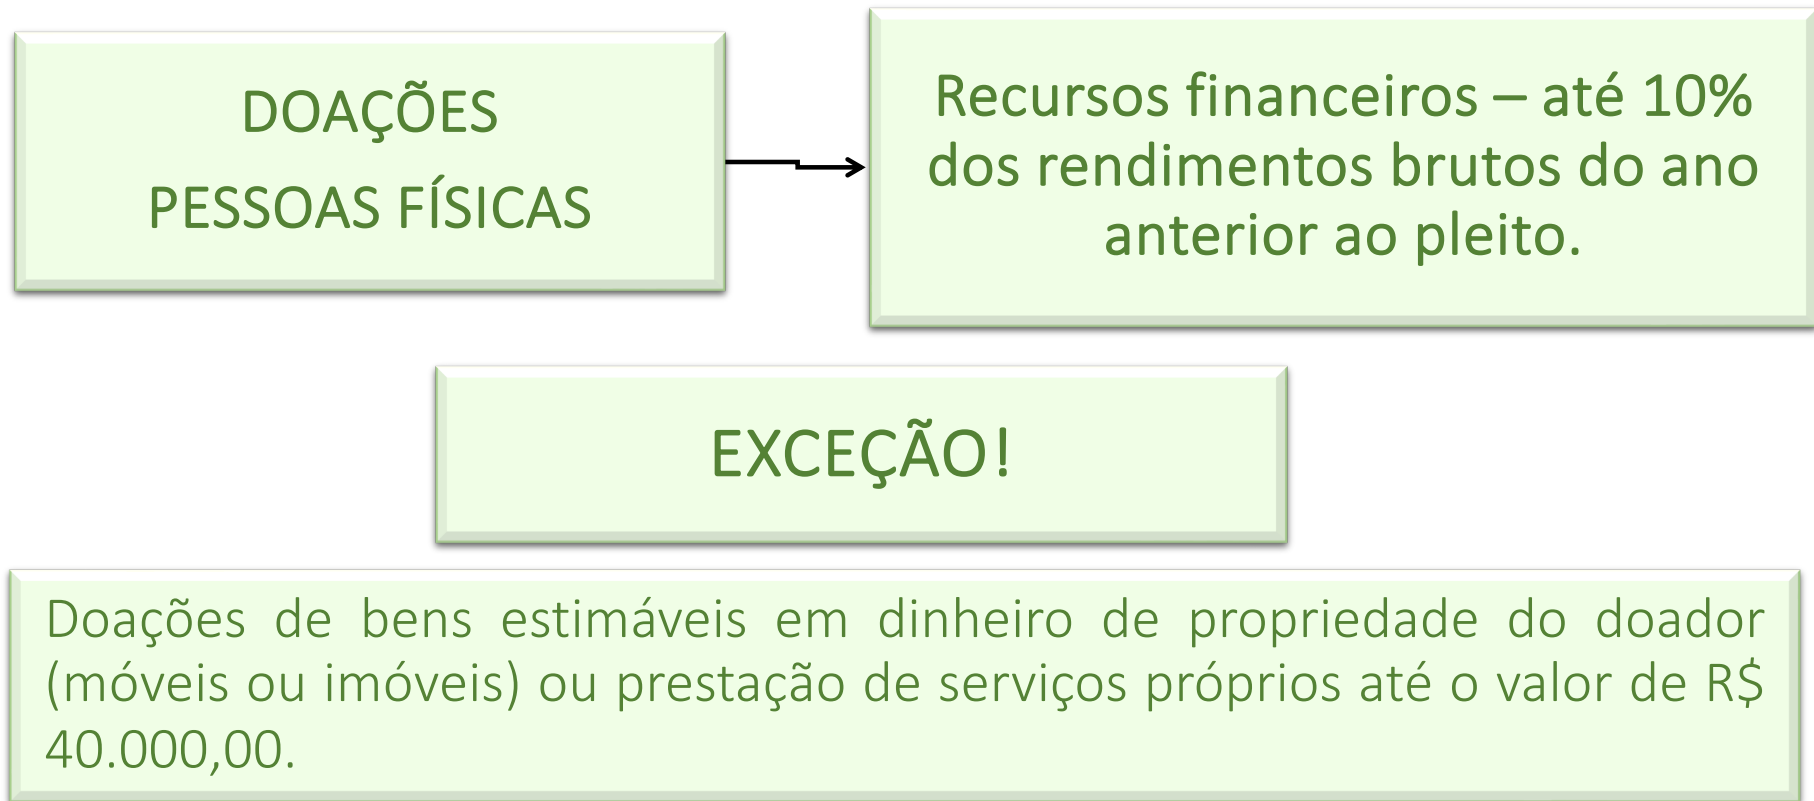 DOAÇÕES
PESSOAS FÍSICAS
Recursos financeiros – até 10%
dos rendimentos brutos do ano
anterior ao pleito.
EXCEÇÃO!
Doações de bens estimáveis em dinheiro de propriedade do doador
(móveis ou imóveis) ou prestação de serviços próprios até o valor de R$
40.000,00.